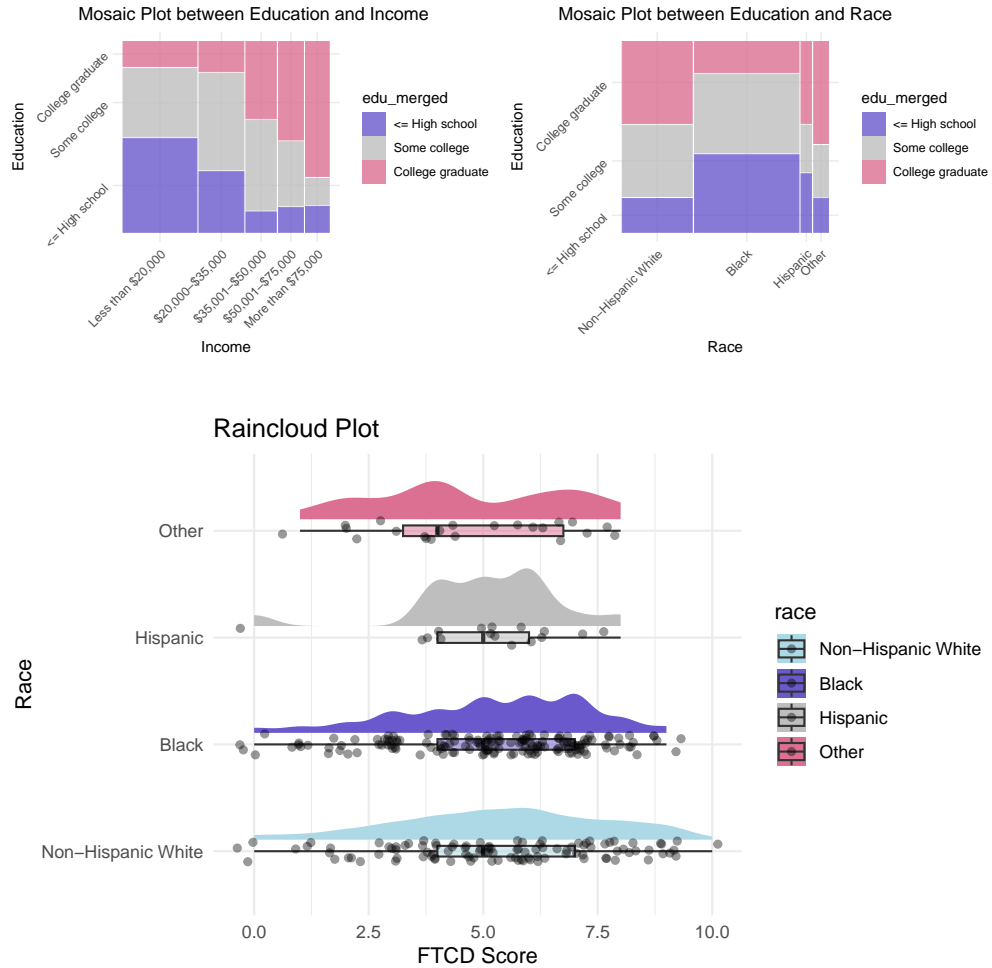 Mosaic Plot between Education and Income
Education
College graduate
Some college
<= High school
Less than $20,000
$20,000−$35,000
$35,001−$50,000
$50,001−$75,000
More than $75,000
Income
edu_merged
<= High school
Some college
College graduate
Mosaic Plot between Education and Race
Education
College graduate
Some college
<= High school
Non−Hispanic White
Black
Hispanic
Other
Race
edu_merged
<= High school
Some college
College graduate
Raincloud Plot
Race
Other
Hispanic
Black
Non−Hispanic White
0.0
2.5
5.0
7.5
10.0
FTCD Score
race
Non−Hispanic White
Black
Hispanic
Other